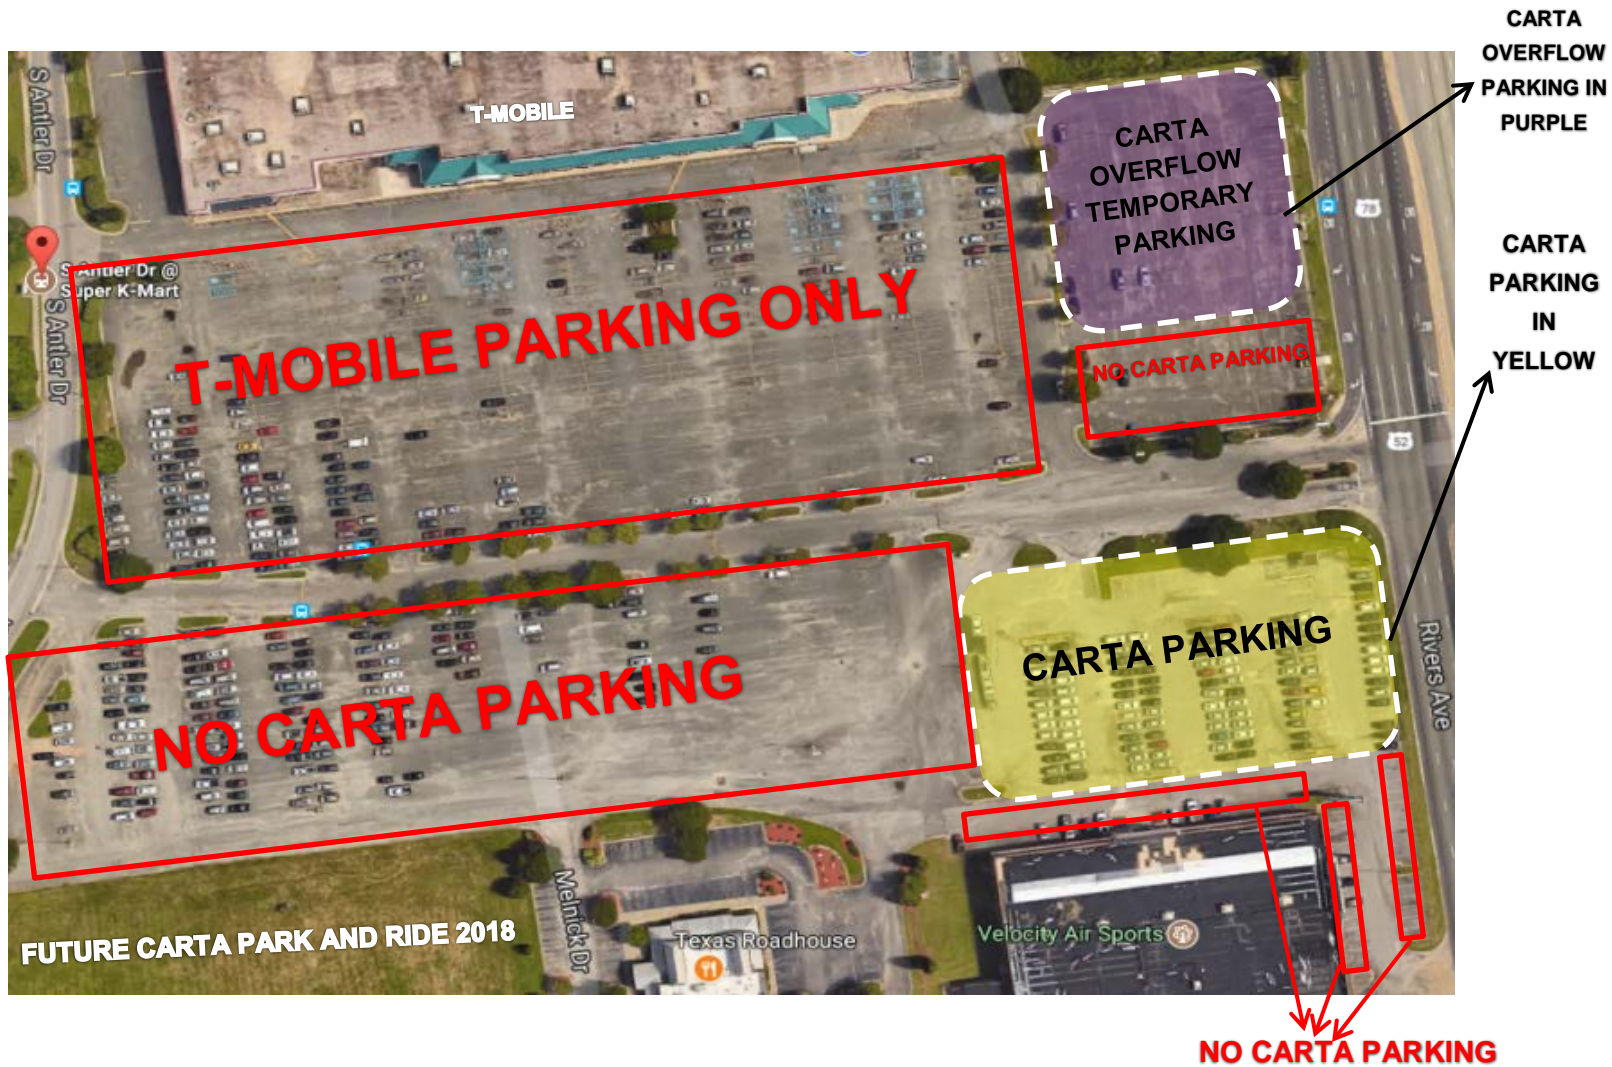 CARTA
OVERFLOW
PARKING IN
PURPLE
S Antler Dr
T-MOBILE
CARTA
OVERFLOW
TEMPORARY
PARKING
78
CARTA
PARKING
IN
YELLOW
S Antler Dr @
Super K-Mart
S Antler Dr
T-MOBILE PARKING ONLY
NO CARTA PARKING
52
CARTA PARKING
Rivers Ave
NO CARTA PARKING
Melnick Dr
FUTURE CARTA PARK AND RIDE 2018
Texas Roadhouse
Velocity Air Sports
NO CARTA PARKING